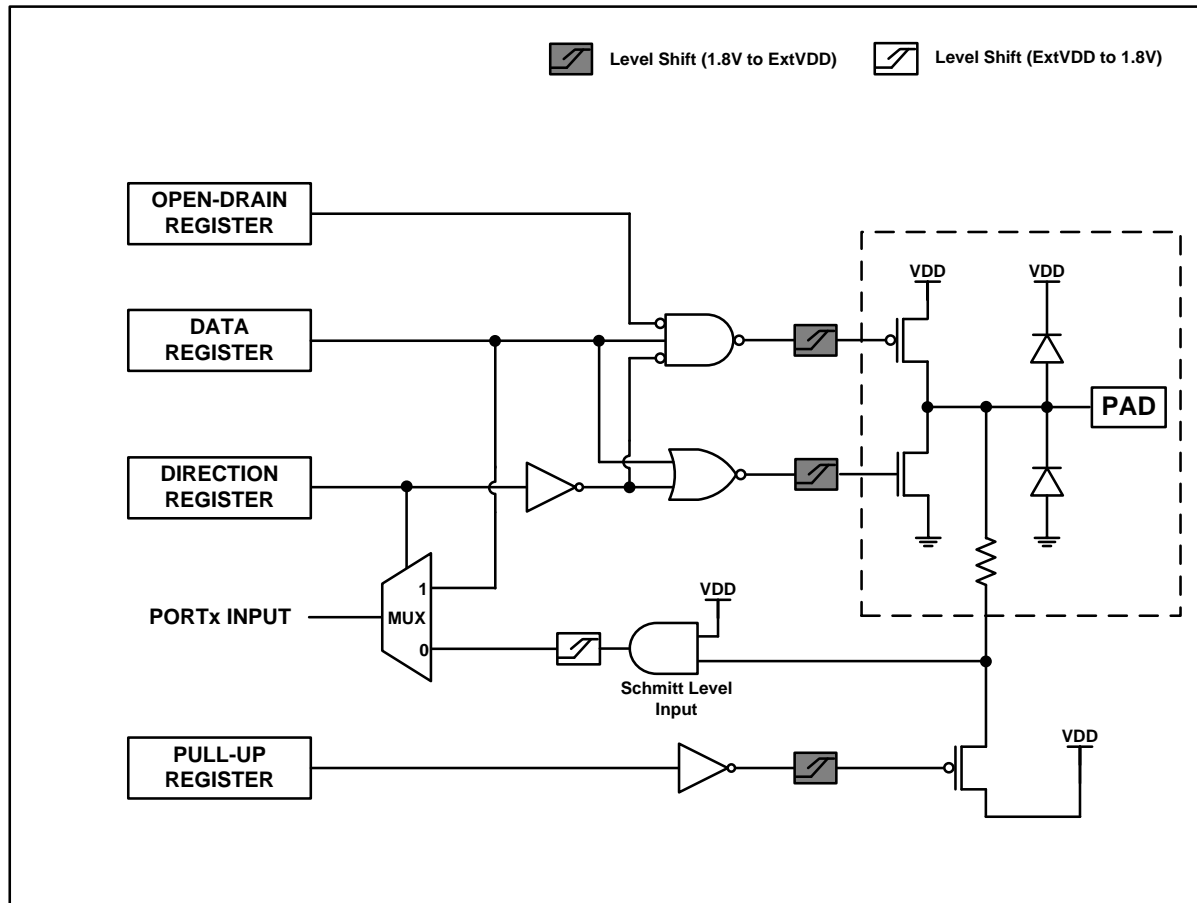 Level Shift (1.8V to ExtVDD)
Level Shift (ExtVDD to 1.8V)
OPEN-DRAIN
REGISTER
VDD
VDD
DATA
REGISTER
PAD
DIRECTION
REGISTER
1
VDD
PORTx INPUT
MUX
0
Schmitt Level
Input
VDD
PULL-UP
REGISTER